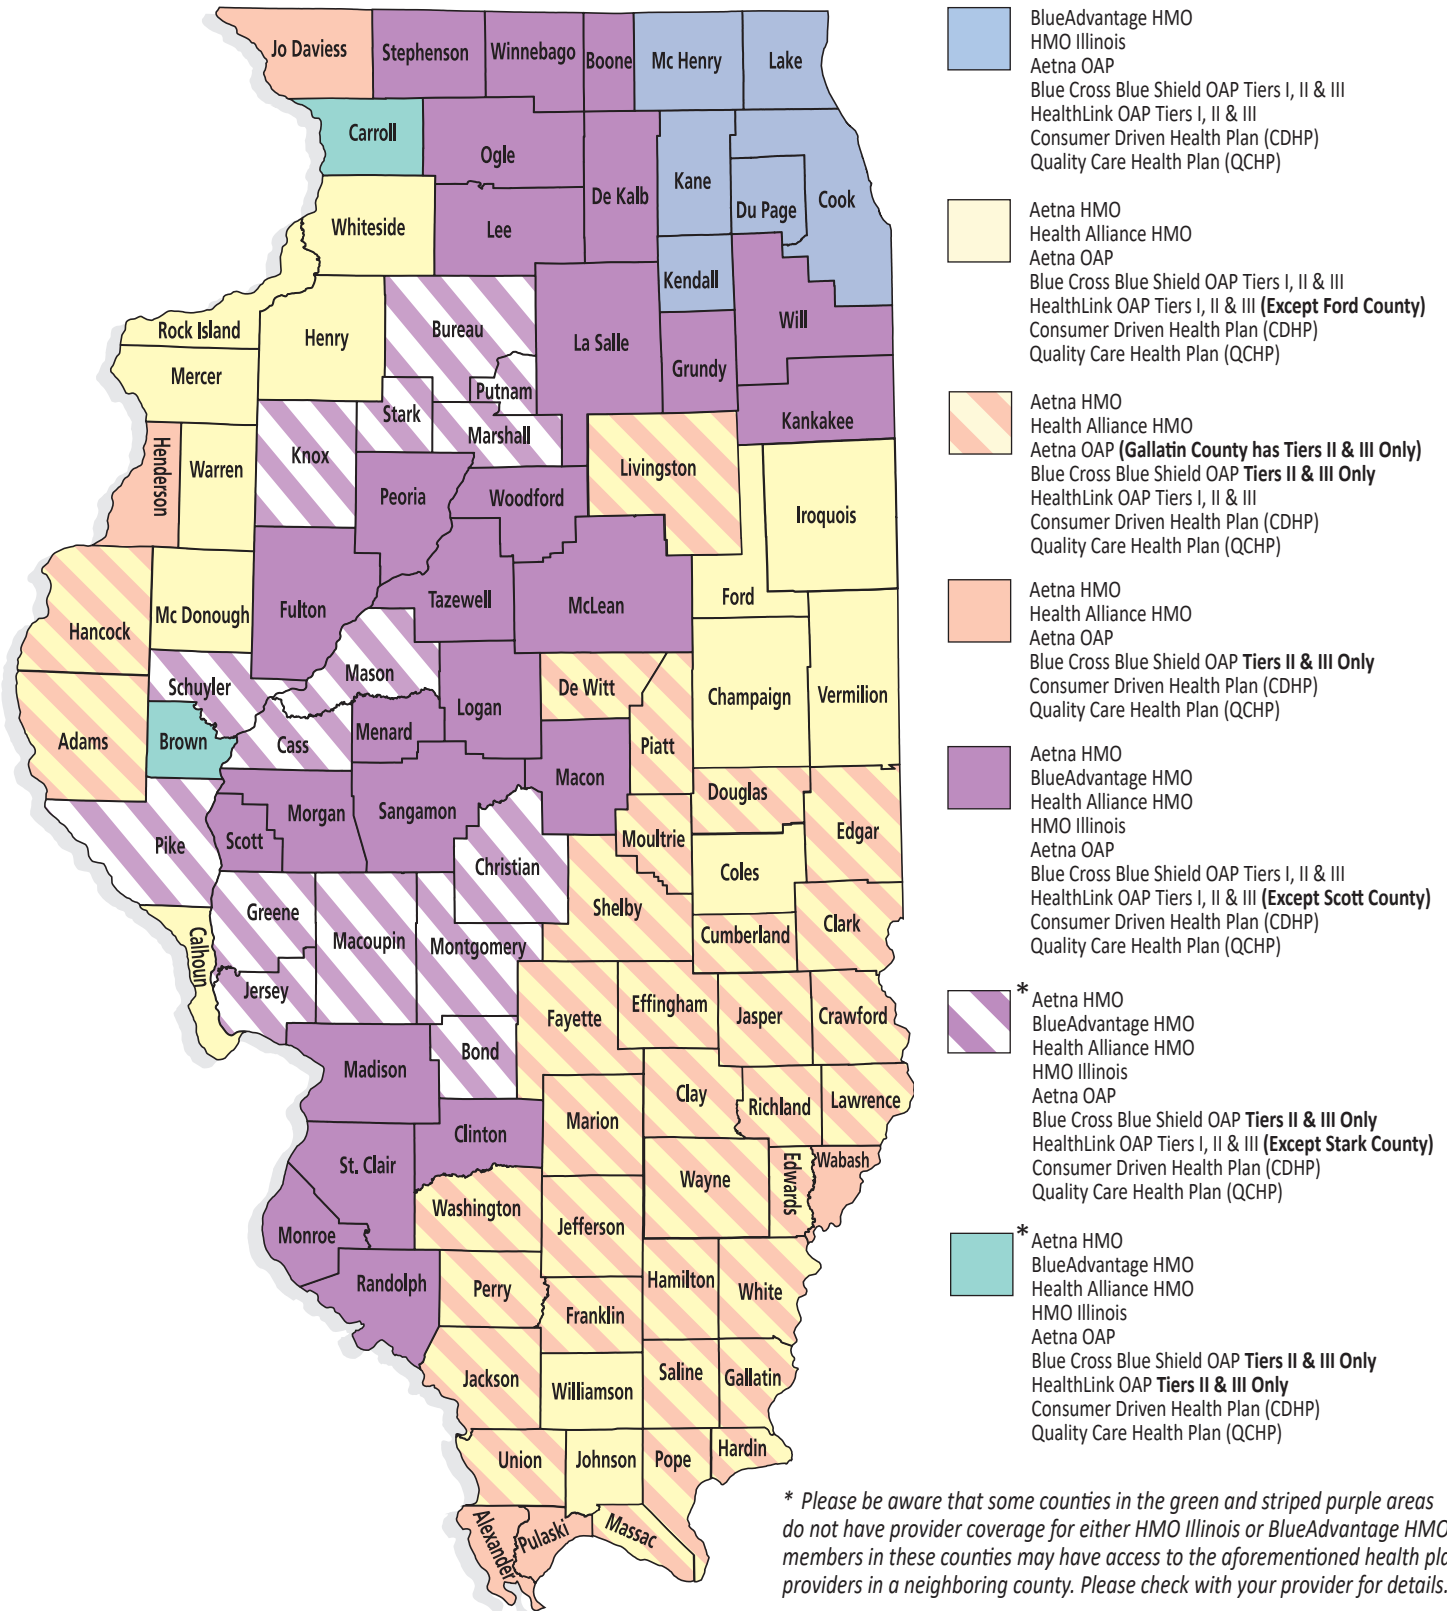 Jo Daviess
Stephenson
Winnebago
Boone
Mc Henry
Lake
Carroll
Ogle
De Kalb
Kane
Du Page
Cook
Whiteside
Lee
Kendall
Will
Rock Island
Henry
Bureau
La Salle
Grundy
Mercer
Putnam
Stark
Marshall
Kankakee
Henderson
Warren
Knox
Peoria
Woodford
Livingston
Iroquois
Hancock
Mc Donough
Fulton
Tazewell
McLean
Ford
Schuyler
Mason
De Witt
Champaign
Vermilion
Adams
Brown
Cass
Menard
Logan
Piatt
Macon
Douglas
Edgar
Pike
Scott
Morgan
Sangamon
Christian
Moultrie
Coles
Shelby
Cumberland
Clark
Calhoun
Greene
Macoupin
Montgomery
Jersey
Fayette
Effingham
Jasper
Crawford
Madison
Bond
Clay
Richland
Lawrence
Marion
Clinton
St. Clair
Wayne
Edwards
Wabash
Washington
Jefferson
Monroe
Randolph
Perry
Franklin
Hamilton
White
Jackson
Williamson
Saline
Gallatin
Union
Johnson
Pope
Hardin
Alexander
Pulaski
Massac
BlueAdvantage HMO
HMO Illinois
Aetna OAP
Blue Cross Blue Shield OAP Tiers I, II & III
HealthLink OAP Tiers I, II & III
Consumer Driven Health Plan (CDHP)
Quality Care Health Plan (QCHP)
Aetna HMO
Health Alliance HMO
Aetna OAP
Blue Cross Blue Shield OAP Tiers I, II & III
HealthLink OAP Tiers I, II & III (Except Ford County)
Consumer Driven Health Plan (CDHP)
Quality Care Health Plan (QCHP)
Aetna HMO
Health Alliance HMO
Aetna OAP (Gallatin County has Tiers II & III Only)
Blue Cross Blue Shield OAP Tiers II & III Only
HealthLink OAP Tiers I, II & III
Consumer Driven Health Plan (CDHP)
Quality Care Health Plan (QCHP)
Aetna HMO
Health Alliance HMO
Aetna OAP
Blue Cross Blue Shield OAP Tiers II & III Only
Consumer Driven Health Plan (CDHP)
Quality Care Health Plan (QCHP)
Aetna HMO
BlueAdvantage HMO
Health Alliance HMO
HMO Illinois
Aetna OAP
Blue Cross Blue Shield OAP Tiers I, II & III
HealthLink OAP Tiers I, II & III (Except Scott County)
Consumer Driven Health Plan (CDHP)
Quality Care Health Plan (QCHP)
* Aetna HMO
BlueAdvantage HMO
Health Alliance HMO
HMO Illinois
Aetna OAP
Blue Cross Blue Shield OAP Tiers II & III Only
HealthLink OAP Tiers I, II & III (Except Stark County)
Consumer Driven Health Plan (CDHP)
Quality Care Health Plan (QCHP)
* Aetna HMO
BlueAdvantage HMO
Health Alliance HMO
HMO Illinois
Aetna OAP
Blue Cross Blue Shield OAP Tiers II & III Only
HealthLink OAP Tiers II & III Only
Consumer Driven Health Plan (CDHP)
Quality Care Health Plan (QCHP)
* Please be aware that some counties in the green and striped purple areas
do not have provider coverage for either HMO Illinois or BlueAdvantage HMO
members in these counties may have access to the aforementioned health pla
providers in a neighboring county. Please check with your provider for details.